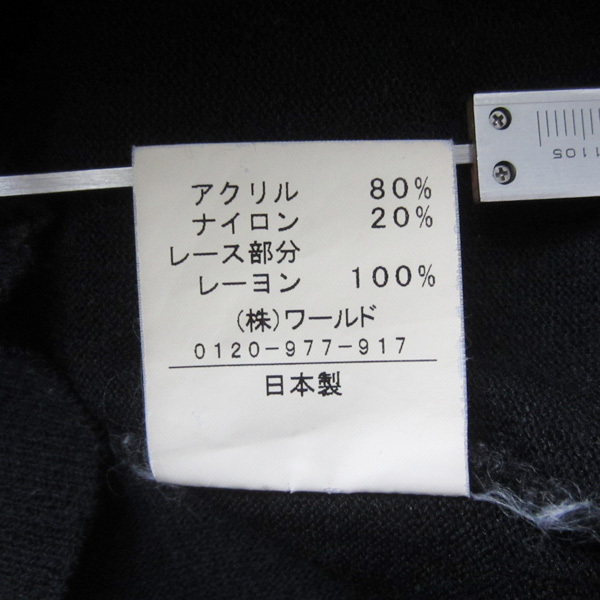 アクリル 80%
ナイロン 20%
レース部分
レーヨン 100%
(株)ワールド
0120-977-917
日本製
1105